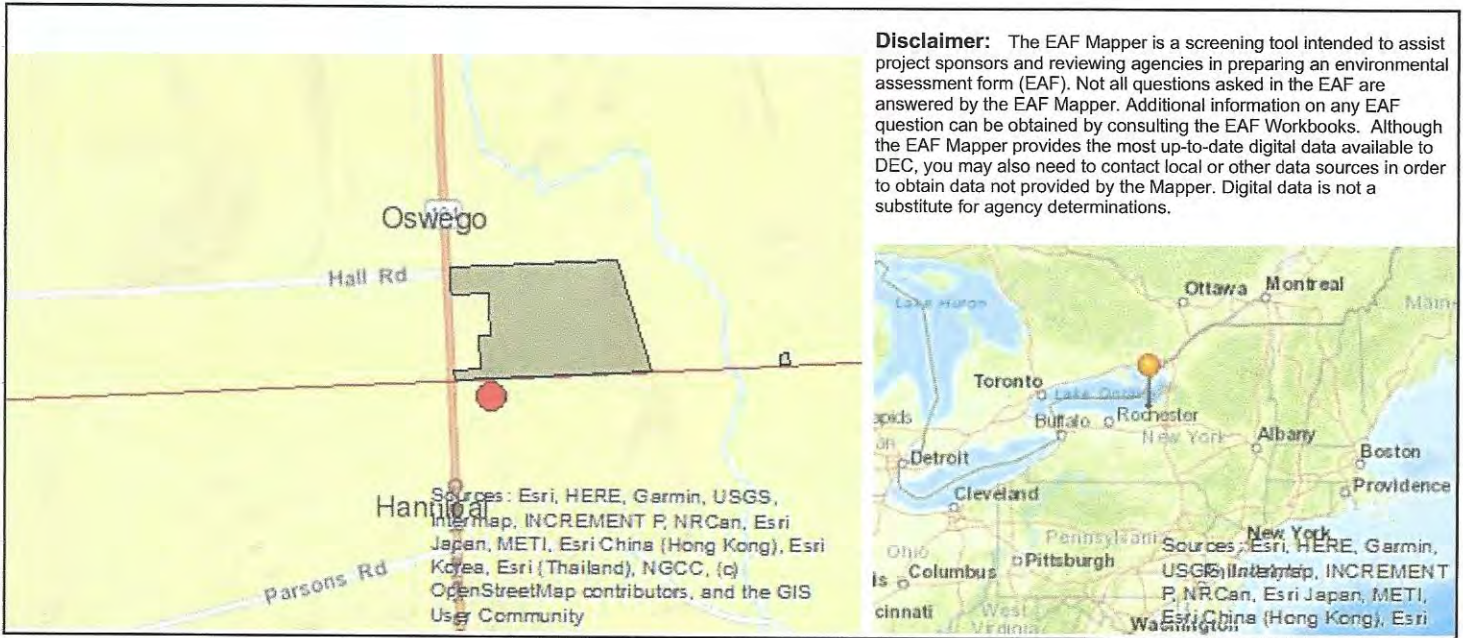 Disclaimer: The EAF Mapper is a screening tool intended to assist
project sponsors and reviewing agencies in preparing an environmental
assessment form (EAF). Not all questions asked in the EAF are
answered by the EAF Mapper. Additional information on any EAF
question can be obtained by consulting the EAF Workbooks. Although
the EAF Mapper provides the most up-to-date digital data available to
DEC, you may also need to contact local or other data sources in order
to obtain data not provided by the Mapper. Digital data is not a
substitute for agency determinations.
Oswego
Hall Rd
Parsons Rd
Sources: Esri, HERE, Garmin, USGS,
Intermap, INCREMENT P, NRCan, Esri
Japan, METI, Esri China (Hong Kong), Esri
Korea, Esri (Thailand), NGCC, (c)
OpenStreetMap contributors, and the GIS
User Community
Lake Huron
Ottawa
Montreal
Toronto
Lake
Rochester
Buffalo
New York
Albany
Boston
Detroit
Providence
Cleveland
New York
Ohio
Pennsylvania
Pittsburgh
Columbus
cinnati
West
Virginia
Washington
Sources: Esri, HERE, Garmin,
USGS, Intermap, INCREMENT
P, NRCan, Esri Japan, METI,
Esri China (Hong Kong), Esri